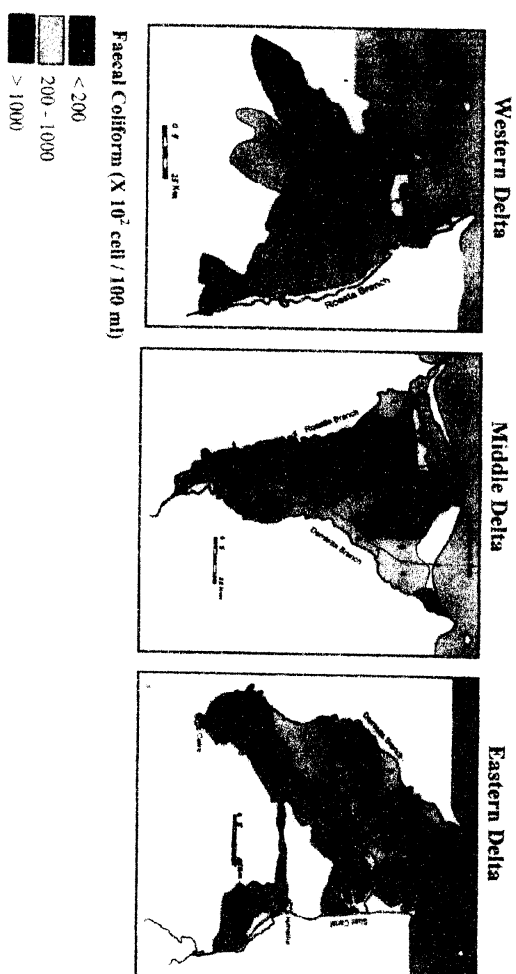 Western Delta
Rosetta Branch
Middle Delta
Rosetta Branch
Damietta Branch
Eastern Delta
Damietta Branch
Suez Canal
Faecal Coliform (X 10² cell / 100 ml)
< 200
200 - 1000
> 1000